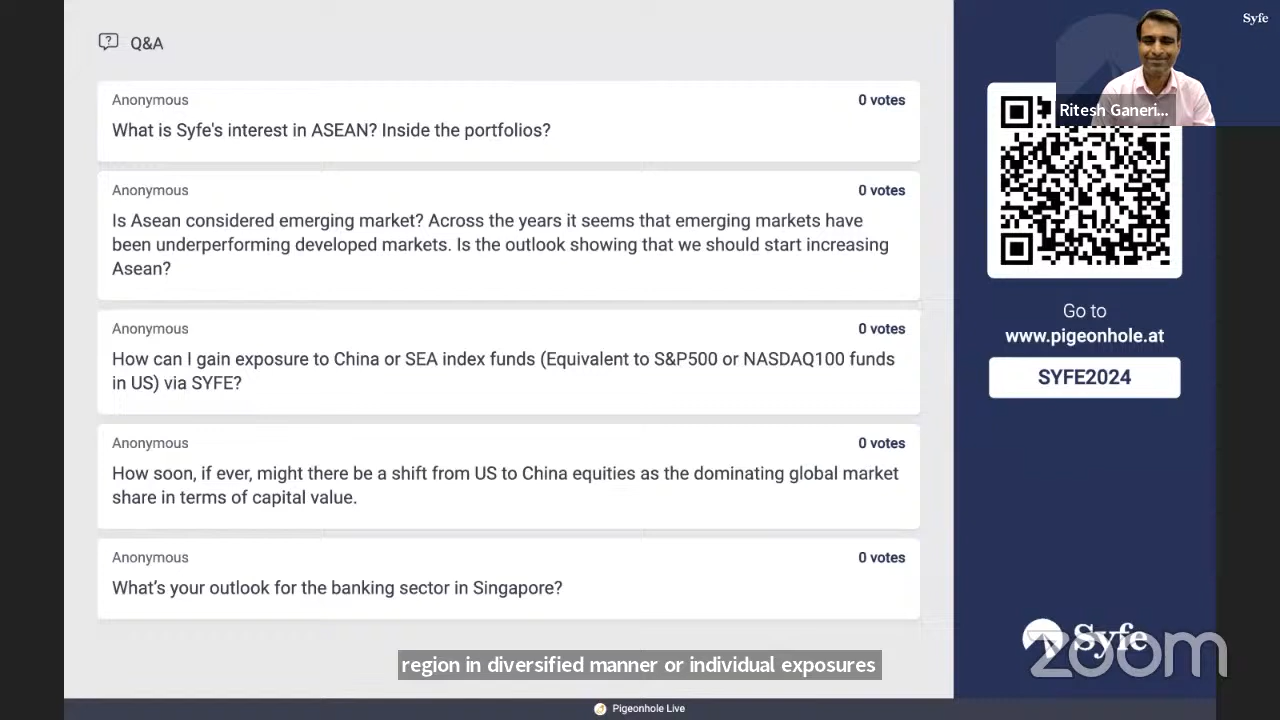 Q&A
Anonymous
0 votes
What is Syfe's interest in ASEAN? Inside the portfolios?
Anonymous
0 votes
Is Asean considered emerging market? Across the years it seems that emerging markets have
been underperforming developed markets. Is the outlook showing that we should start increasing
Asean?
Anonymous
0 votes
How can I gain exposure to China or SEA index funds (Equivalent to S&P500 or NASDAQ100 funds
in US) via SYFE?
Anonymous
0 votes
How soon, if ever, might there be a shift from US to China equities as the dominating global market
share in terms of capital value.
Anonymous
0 votes
What's your outlook for the banking sector in Singapore?
region in diversified manner or individual exposures
Pigeonhole Live
Syfe
Ritesh Ganeri...
Go to
www.pigeonhole.at
SYFE2024
Syfe
zoom